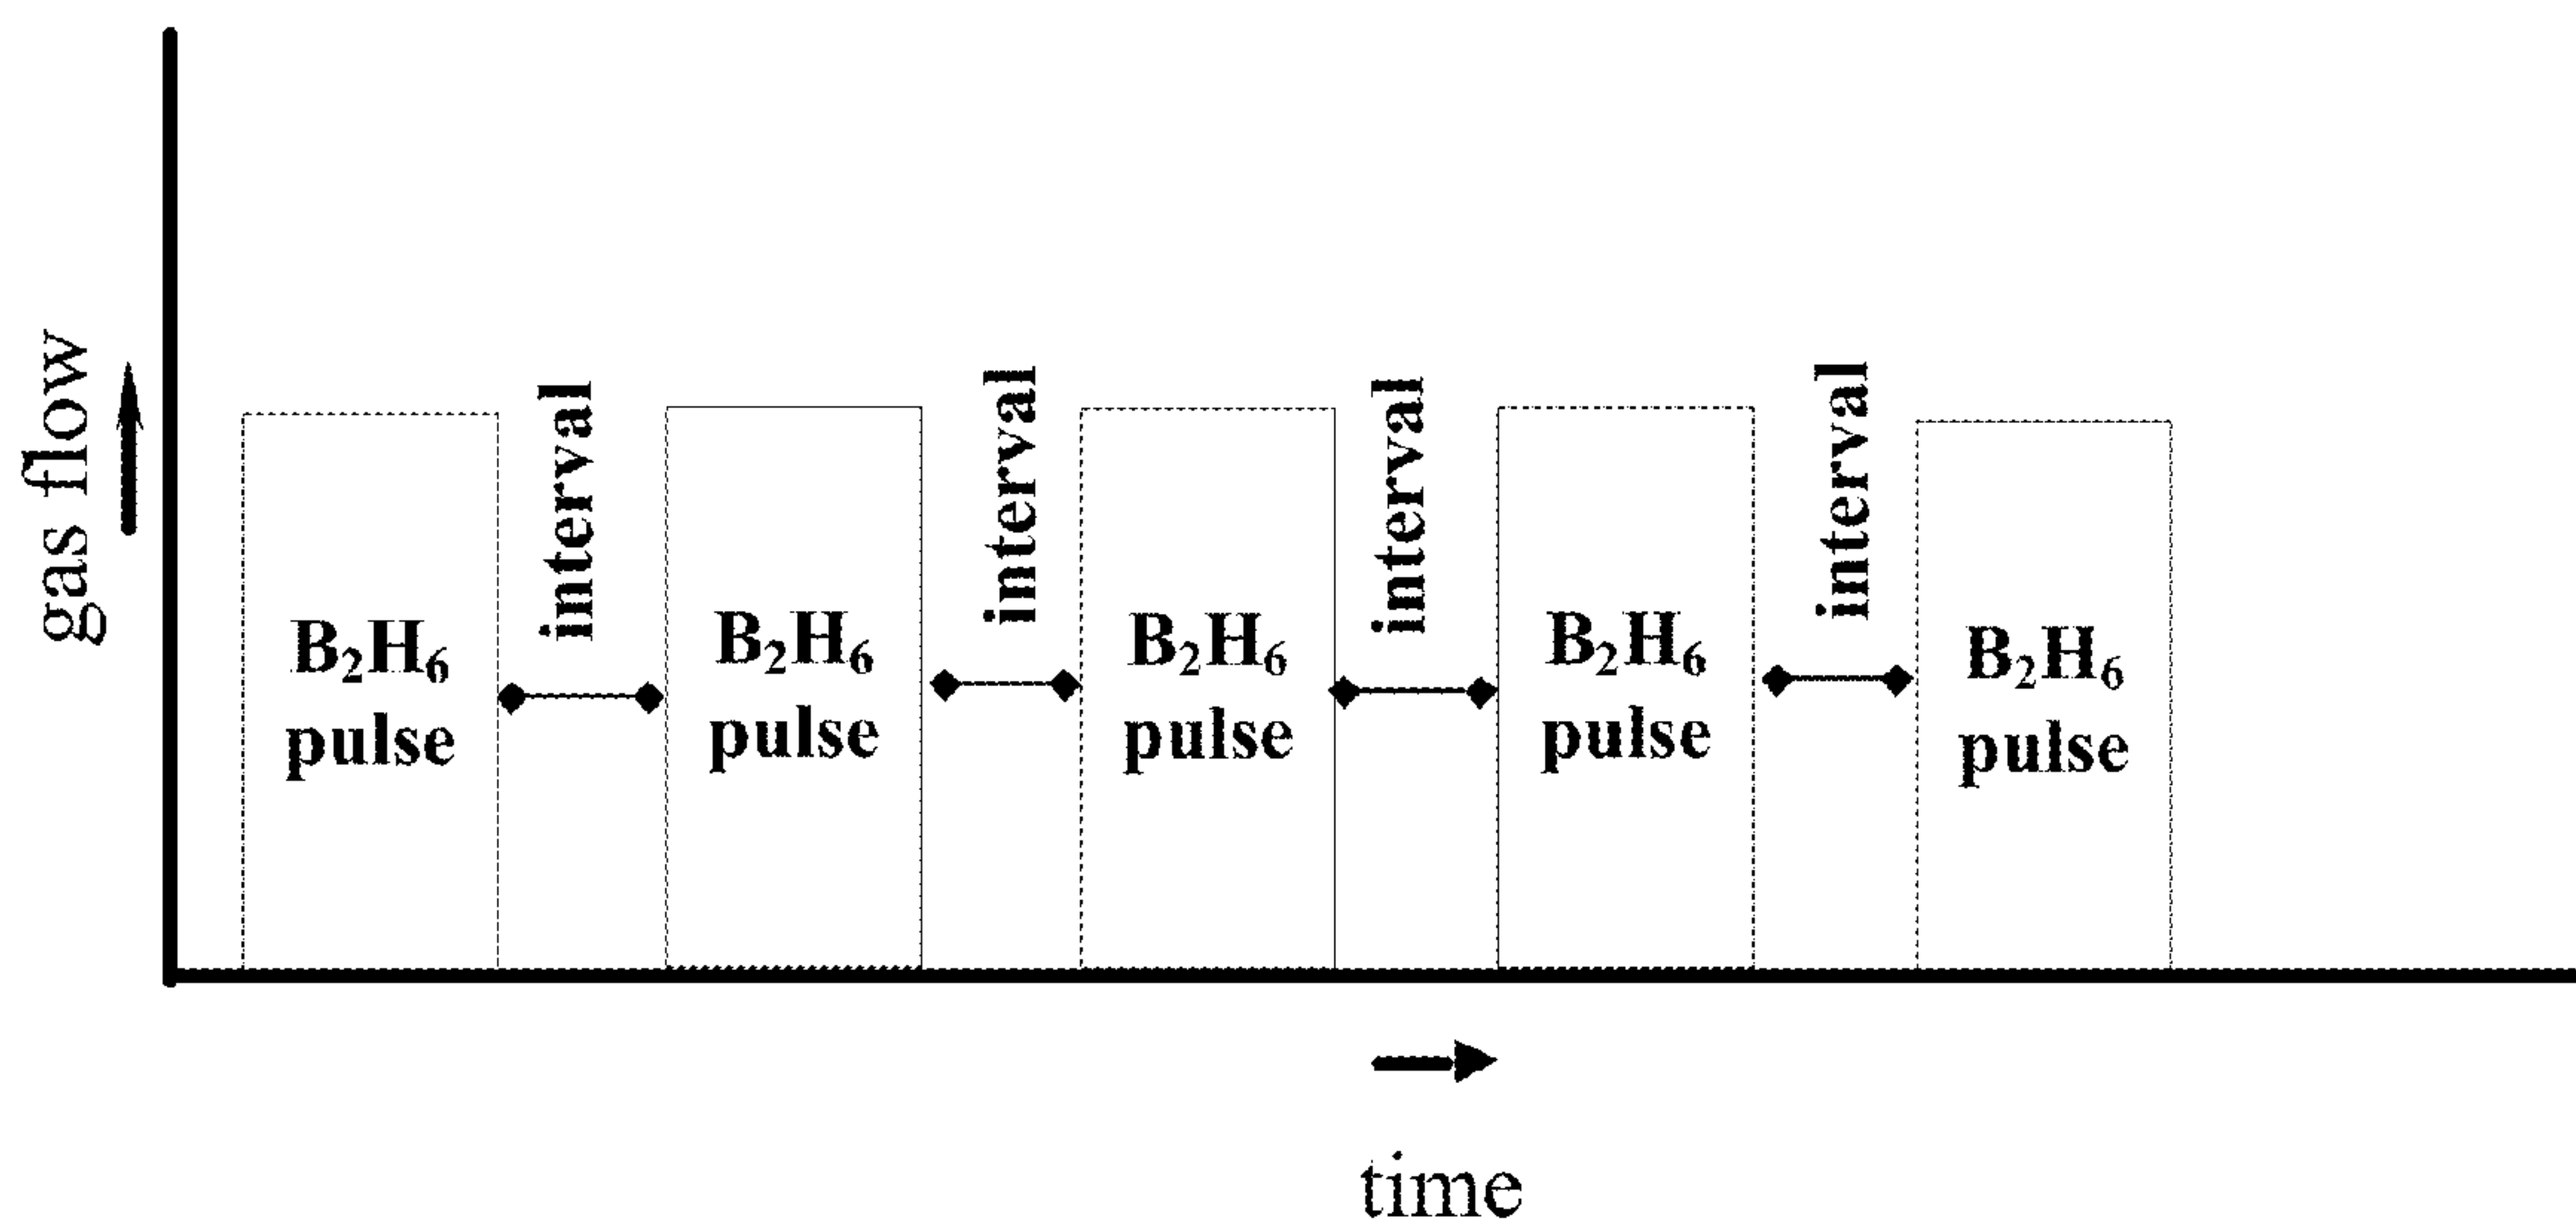 gas flow
B₂H₆
pulse
interval
B₂H₆
pulse
interval
B₂H₆
pulse
interval
B₂H₆
pulse
interval
B₂H₆
pulse
time